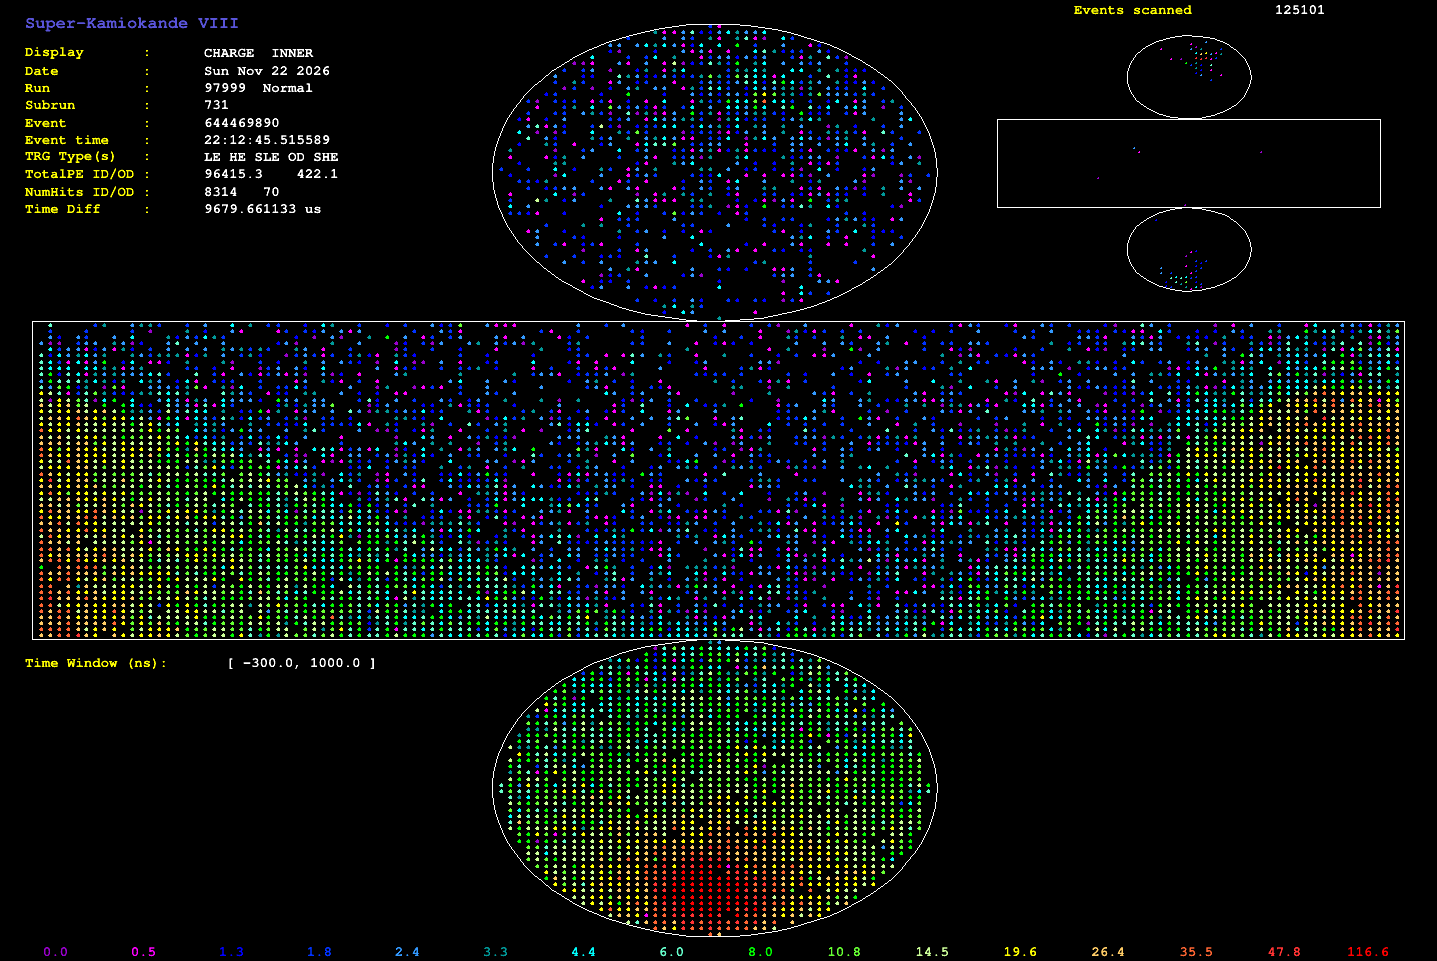 Super-Kamiokande VIII
Events scanned 125101
Display : CHARGE INNER
Date : Sun Nov 22 2026
Run : 97999 Normal
Subrun : 731
Event : 644469890
Event time : 22:12:45.515589
TRG Type(s) : LE HE SLE OD SHE
TotalPE ID/OD : 96415.3 422.1
NumHits ID/OD : 8314 70
Time Diff : 9679.661133 us
Time Window (ns): [ -300.0, 1000.0 ]
0.0 0.5 1.3 1.8 2.4 3.3 4.4 6.0 8.0 10.8 14.5 19.6 26.4 35.5 47.8 116.6